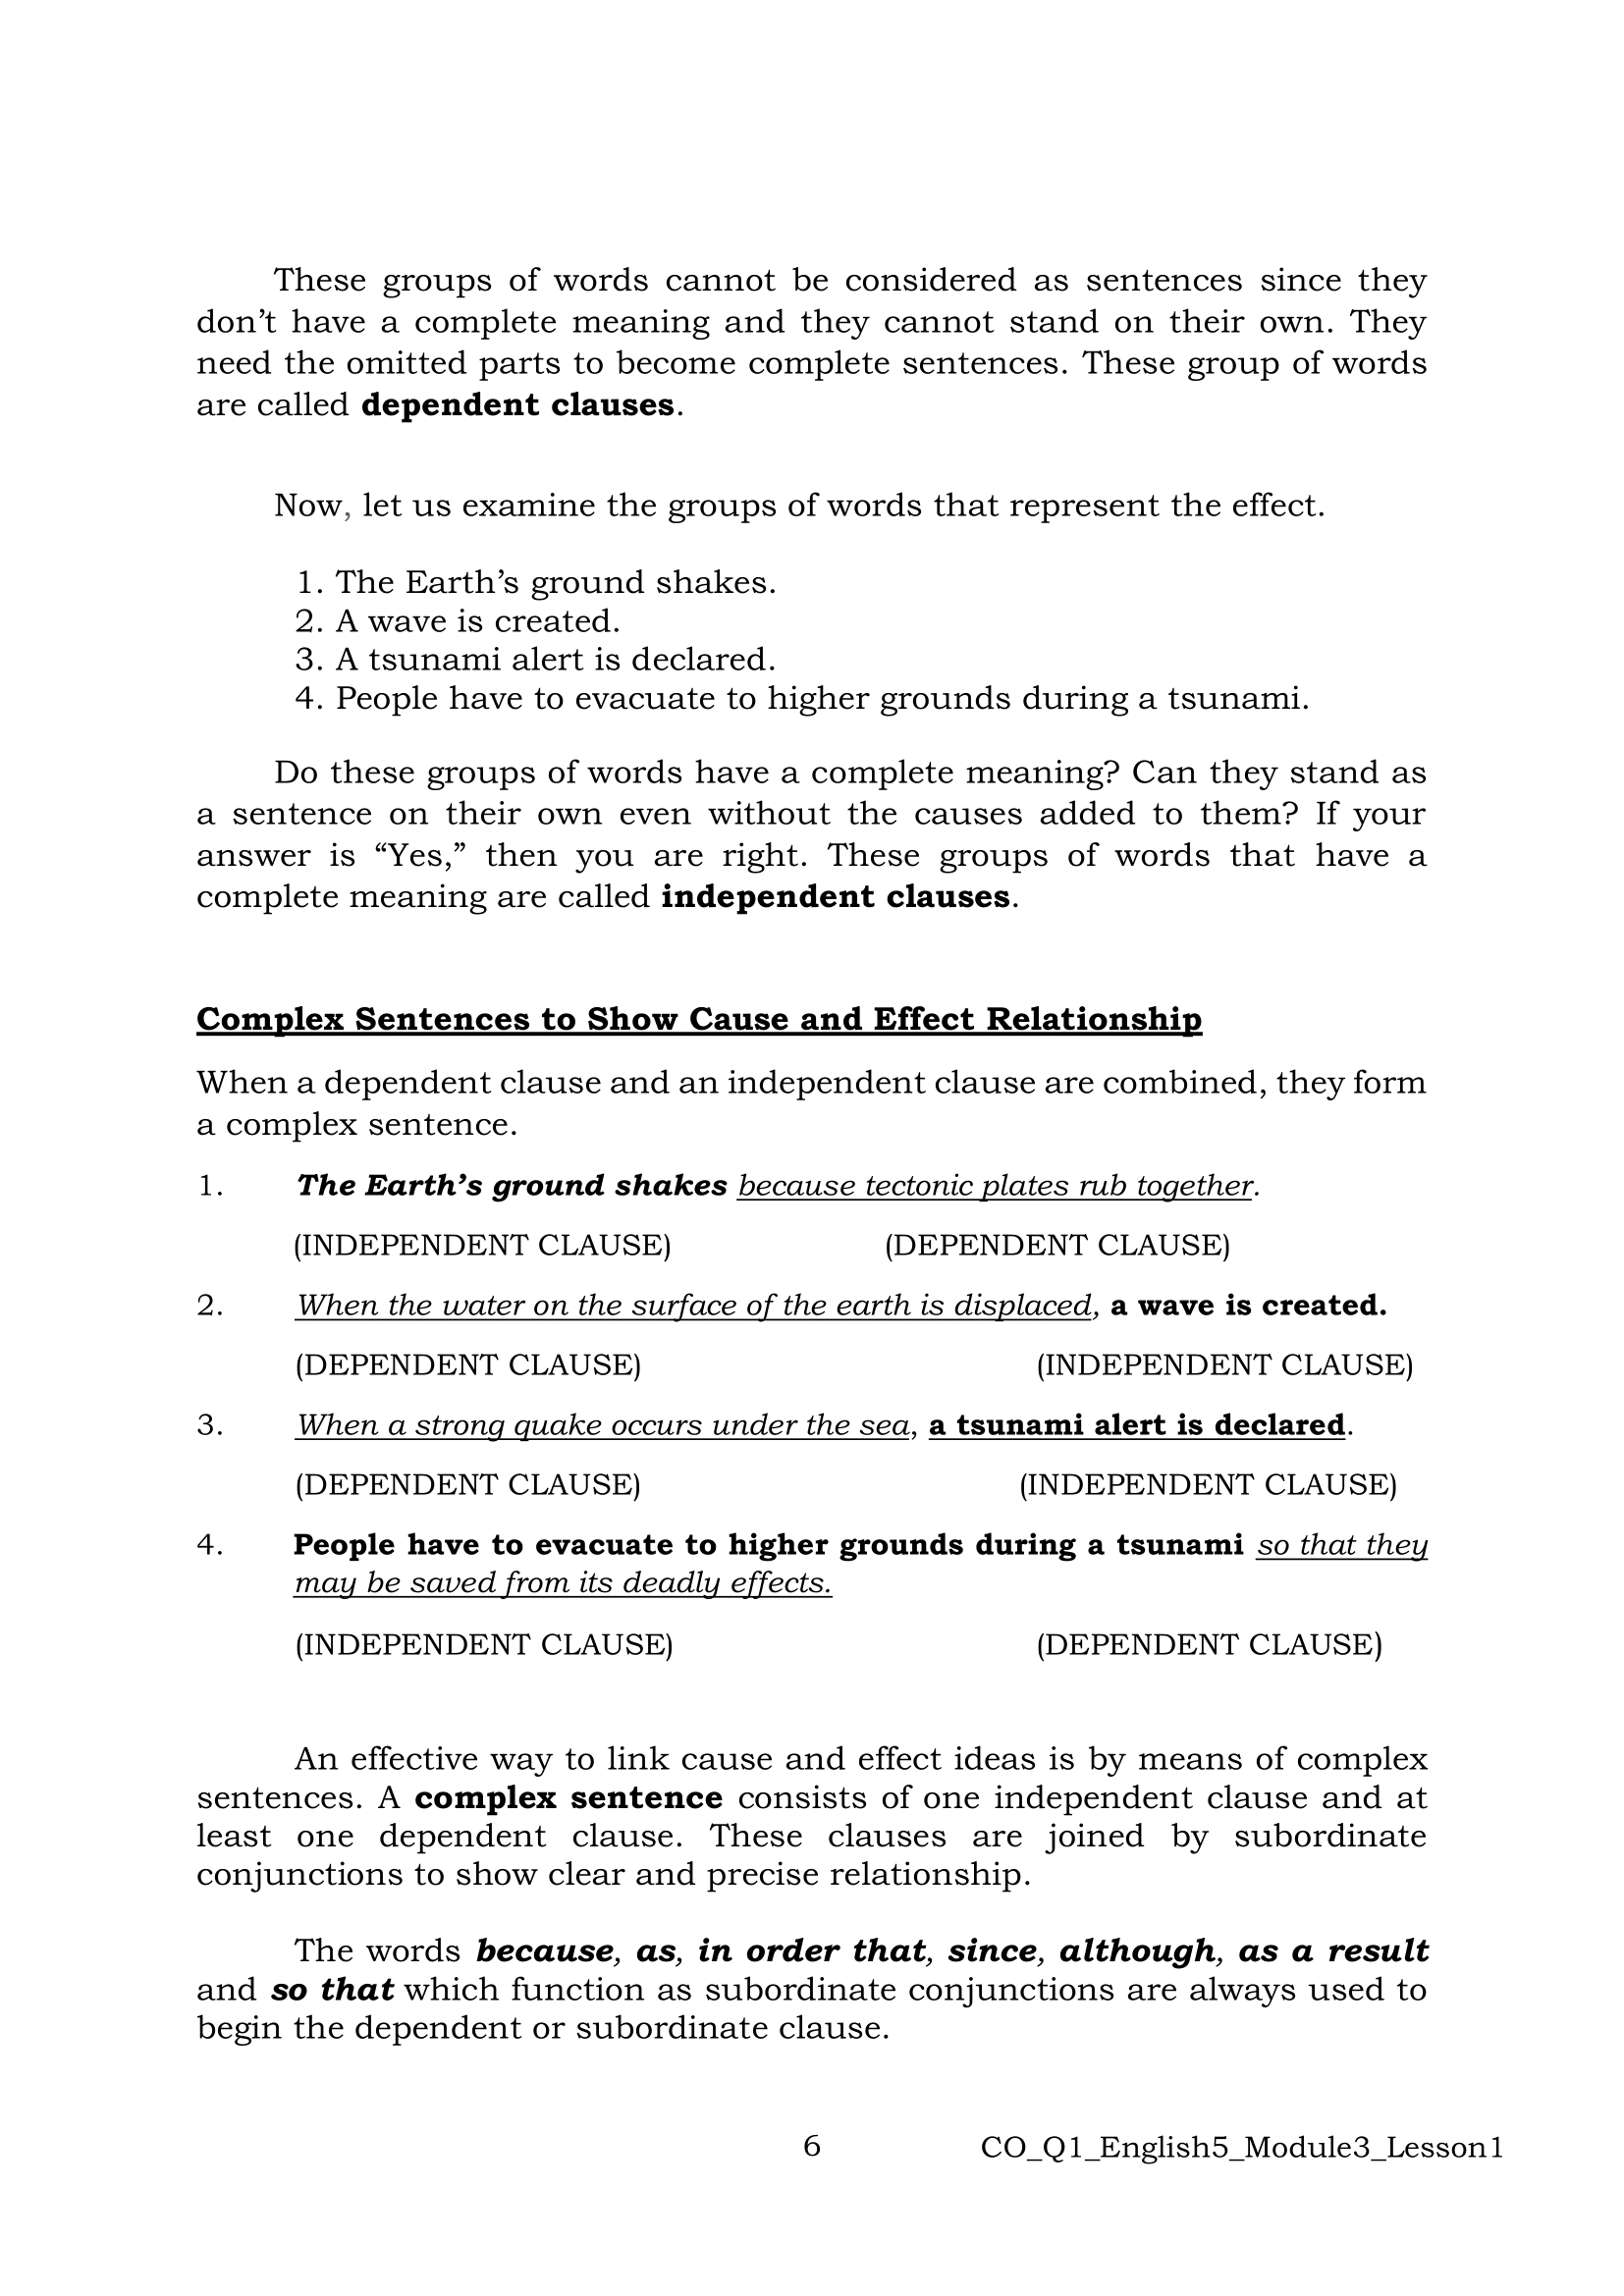 These groups of words cannot be considered as sentences since they
don’t have a complete meaning and they cannot stand on their own. They
need the omitted parts to become complete sentences. These group of words
are called dependent clauses.
Now, let us examine the groups of words that represent the effect.
1. The Earth’s ground shakes.
2. A wave is created.
3. A tsunami alert is declared.
4. People have to evacuate to higher grounds during a tsunami.
Do these groups of words have a complete meaning? Can they stand as
a sentence on their own even without the causes added to them? If your
answer is “Yes,” then you are right. These groups of words that have a
complete meaning are called independent clauses.
Complex Sentences to Show Cause and Effect Relationship
When a dependent clause and an independent clause are combined, they form
a complex sentence.
1. The Earth’s ground shakes because tectonic plates rub together.
(INDEPENDENT CLAUSE) (DEPENDENT CLAUSE)
2. When the water on the surface of the earth is displaced, a wave is created.
(DEPENDENT CLAUSE) (INDEPENDENT CLAUSE)
3. When a strong quake occurs under the sea, a tsunami alert is declared.
(DEPENDENT CLAUSE) (INDEPENDENT CLAUSE)
4. People have to evacuate to higher grounds during a tsunami so that they
may be saved from its deadly effects.
(INDEPENDENT CLAUSE) (DEPENDENT CLAUSE)
An effective way to link cause and effect ideas is by means of complex
sentences. A complex sentence consists of one independent clause and at
least one dependent clause. These clauses are joined by subordinate
conjunctions to show clear and precise relationship.
The words because, as, in order that, since, although, as a result
and so that which function as subordinate conjunctions are always used to
begin the dependent or subordinate clause.
6 CO_Q1_English5_Module3_Lesson1